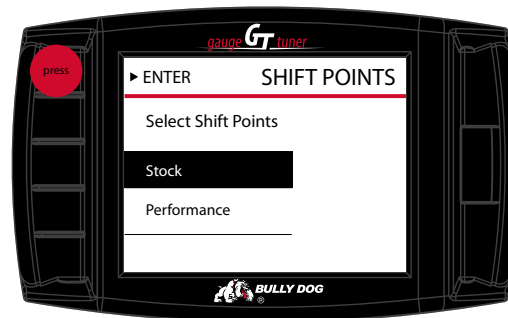 gauge GT tuner
press
ENTER SHIFT POINTS
Select Shift Points
Stock
Performance
BULLY DOG
®